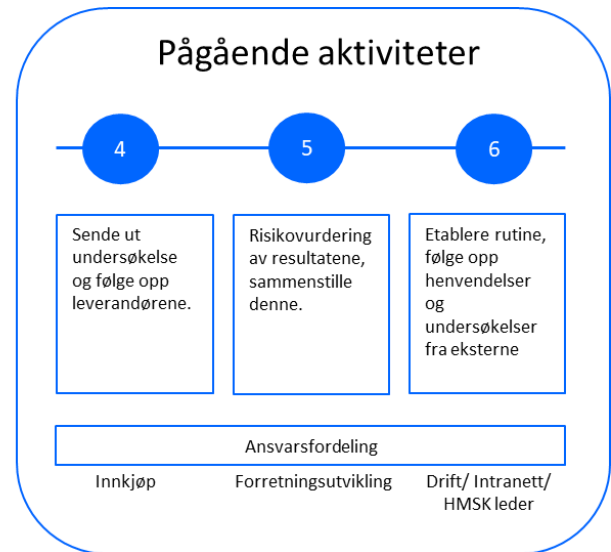 Pågående aktiviteter
4
5
6
Sende ut
undersøkelse
og følge opp
leverandørene.
Risikovurdering
av resultatene,
sammenstille
denne.
Etablere rutine,
følge opp
henvendelser
og
undersøkelser
fra eksterne
Ansvarsfordeling
Innkjøp
Forretningsutvikling
Drift/ Intranett/
HMSK leder